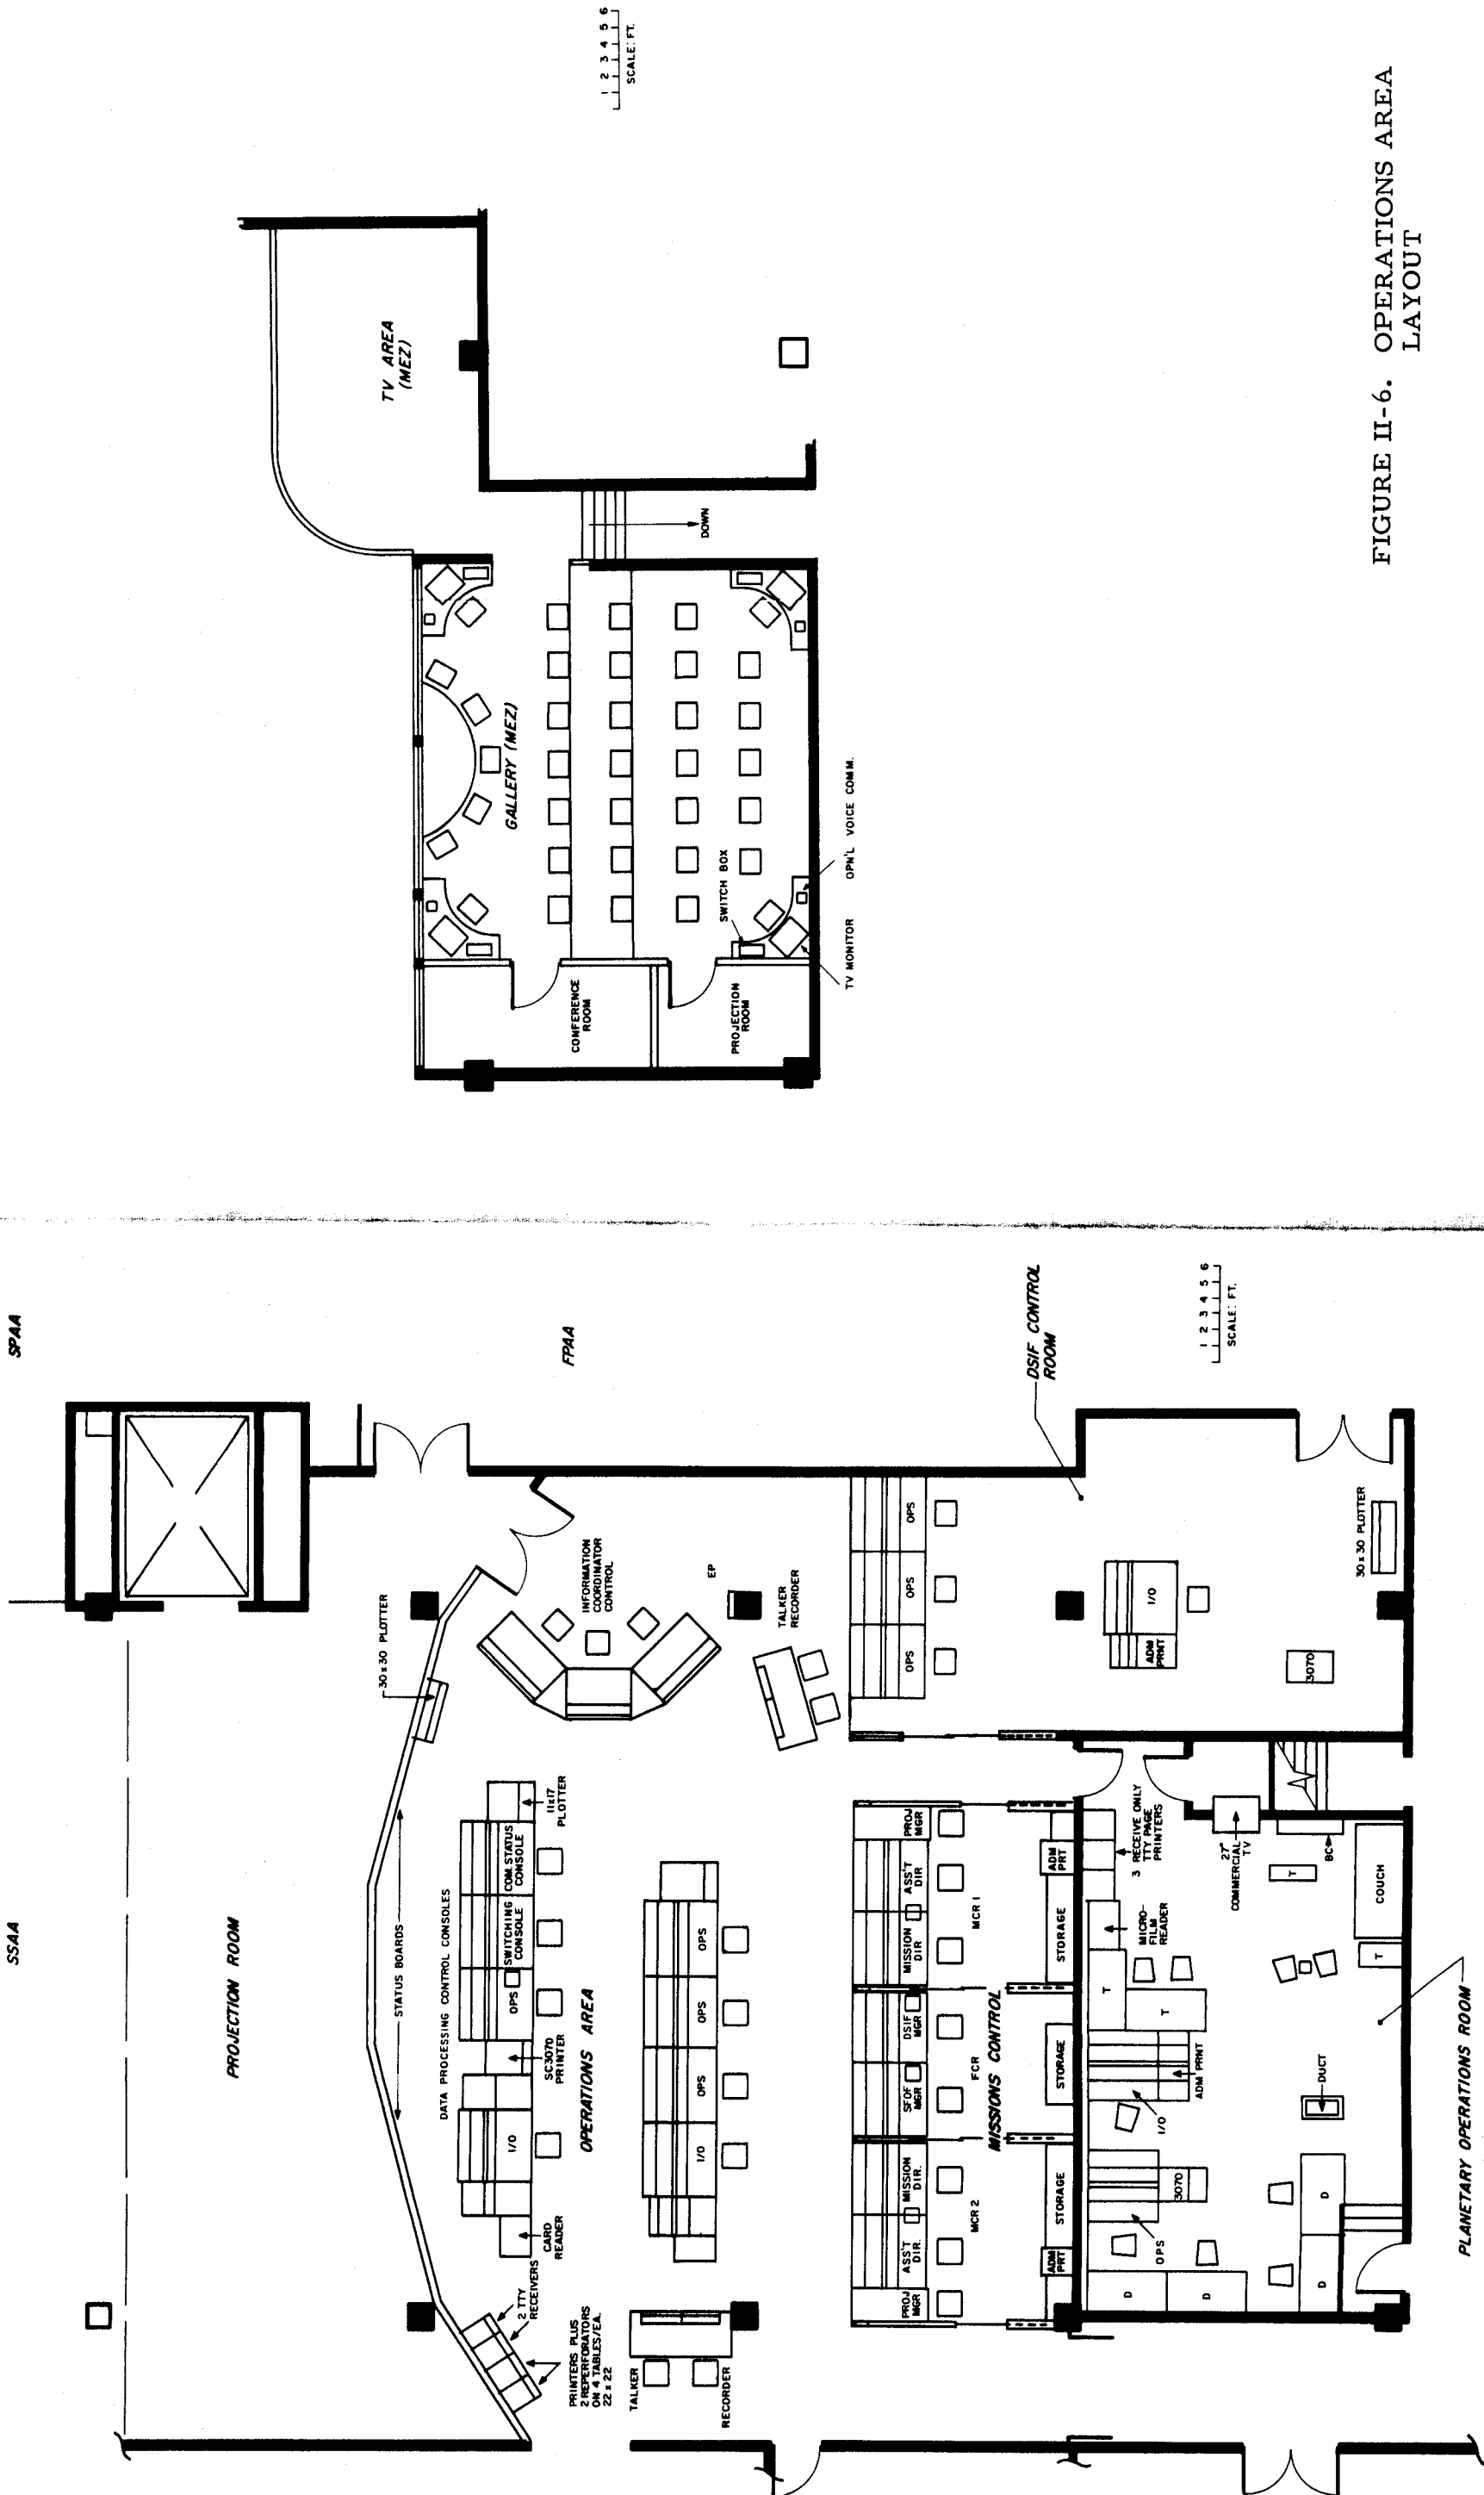 SSAA
SPAA
PROJECTION ROOM
30x30 PLOTTER
STATUS BOARDS
FPAA
DATA PROCESSING CONTROL CONSOLES
COM. STATUS
CONSOLE
SWITCHING
CONSOLE
OPS
11x17
PLOTTER
SC3070
PRINTER
I/O
CARD
READER
2 TTY
RECEIVERS
PRINTERS PLUS
2 REPERFORATORS
ON 4 TABLES/EA.
22 x 22
OPERATIONS AREA
INFORMATION
COORDINATOR
CONTROL
EP
TALKER
RECORDER
TALKER
RECORDER
I/O
OPS
OPS
OPS
OPS
OPS
OPS
DSIF CONTROL
ROOM
PROJ
MGR
ASS'T
DIR.
MISSION
DIR.
SFOF
MGR
DSIF
MGR
MISSION
DIR
ASS'T
DIR
PROJ
MGR
MCR 2
FCR
MCR 1
MISSIONS CONTROL
ADM
PRT
STORAGE
STORAGE
STORAGE
ADM
PRT
ADM
PRNT
I/O
3070
30x30 PLOTTER
1 2 3 4 5 6
SCALE: FT.
3 RECEIVE ONLY
TTY PAGE
PRINTERS
MICRO-
FILM
READER
T
T
ADM PRNT
I/O
3070
OPS
D
D
D
D
DUCT
27"
COMMERCIAL
TV
BC
T
COUCH
T
PLANETARY OPERATIONS ROOM
TV AREA
(MEZ)
GALLERY (MEZ)
DOWN
CONFERENCE
ROOM
PROJECTION
ROOM
SWITCH BOX
TV MONITOR
OPN'L VOICE COMM.
1 2 3 4 5 6
SCALE: FT.
FIGURE II-6. OPERATIONS AREA
LAYOUT